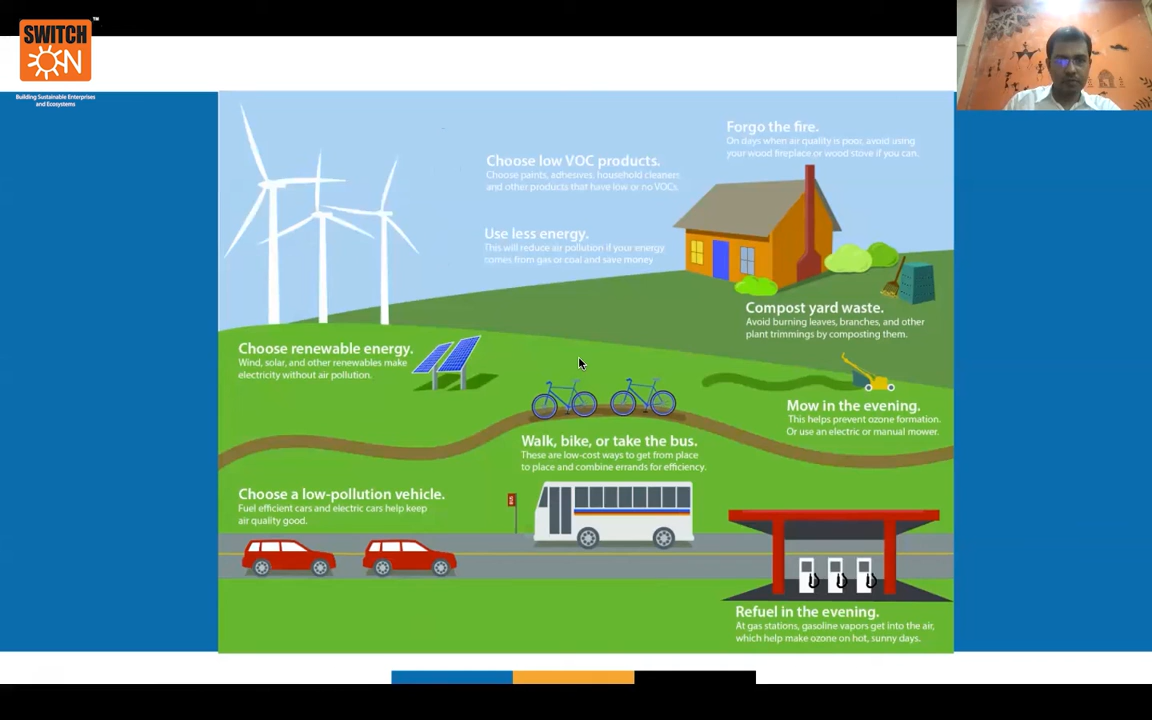 SWITCH
ON
TM
Building Sustainable Enterprises
and Ecosystems
Forgo the fire.
On days when air quality is poor, avoid using
your wood fireplace or wood stove if you can.
Choose low VOC products.
Choose paints, adhesives, household cleaners
and other products that have low or no VOCs.
Use less energy.
This will reduce air pollution if your energy
comes from gas or coal and save money
Compost yard waste.
Avoid burning leaves, branches, and other
plant trimmings by composting them.
Choose renewable energy.
Wind, solar, and other renewables make
electricity without air pollution.
Mow in the evening.
This helps prevent ozone formation.
Or use an electric or manual mower.
Walk, bike, or take the bus.
These are low-cost ways to get from place
to place and combine errands for efficiency.
Choose a low-pollution vehicle.
Fuel efficient cars and electric cars help keep
air quality good.
BUS
Refuel in the evening.
At gas stations, gasoline vapors get into the air,
which help make ozone on hot, sunny days.